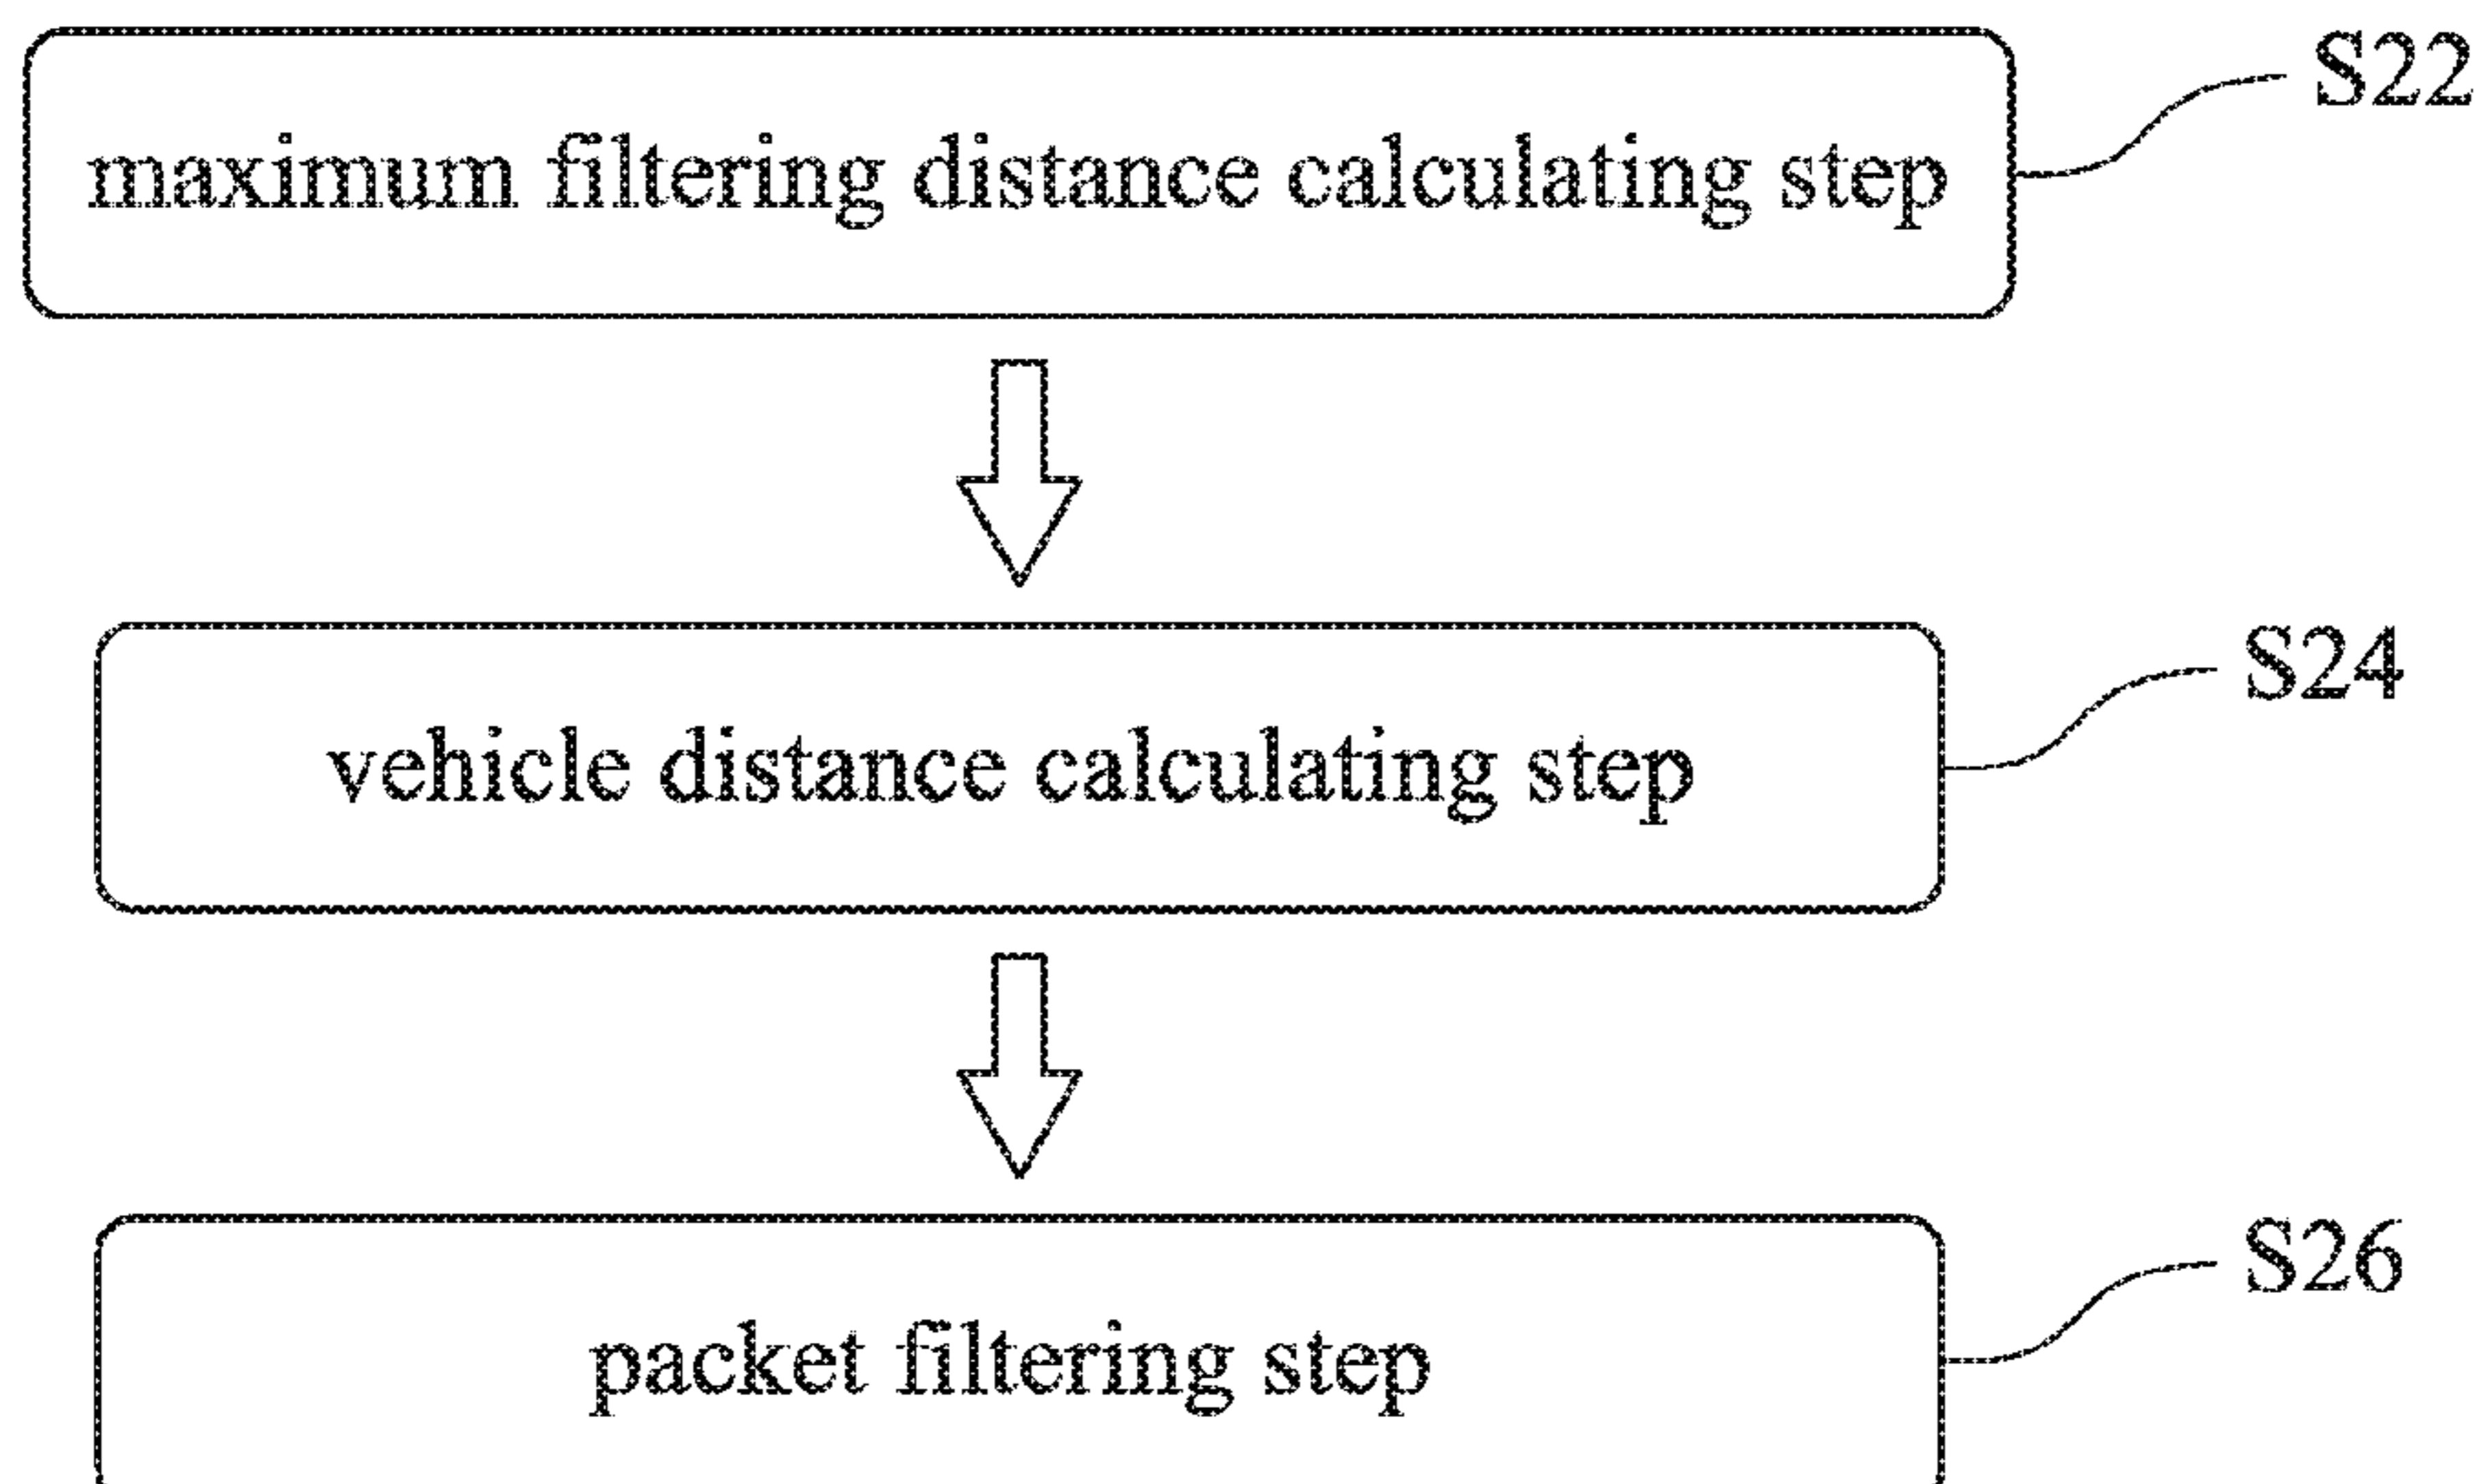 S22
maximum filtering distance calculating step
S24
vehicle distance calculating step
S26
packet filtering step